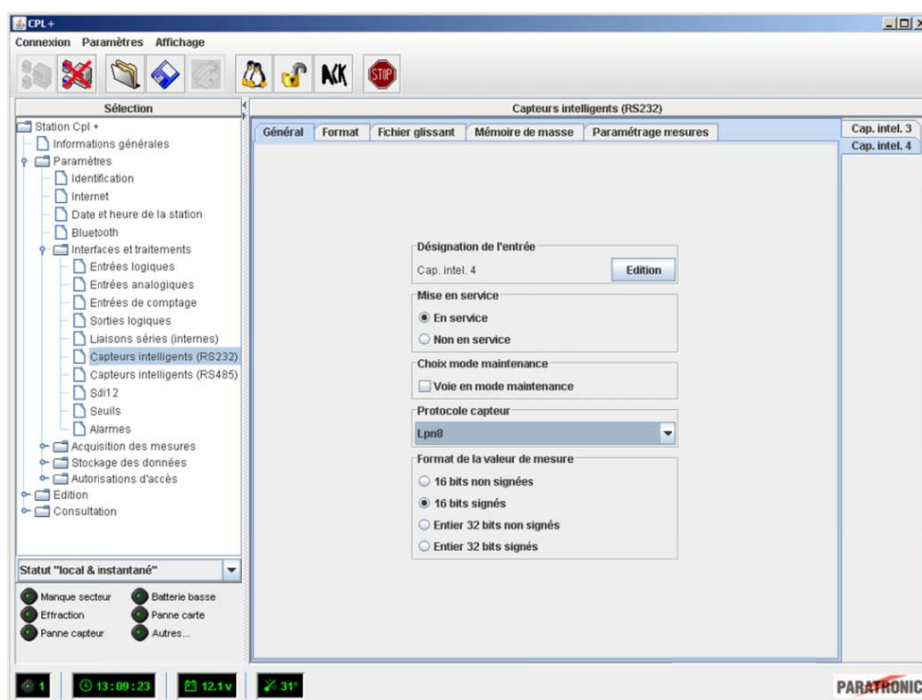 CPL+
Connexion Paramètres Affichage
STOP
Sélection
Station Cpl +
Informations générales
Paramètres
Identification
Internet
Date et heure de la station
Bluetooth
Interfaces et traitements
Entrées logiques
Entrées analogiques
Entrées de comptage
Sorties logiques
Liaisons séries (internes)
Capteurs intelligents (RS232)
Capteurs intelligents (RS485)
Sdi12
Seuils
Alarmes
Acquisition des mesures
Stockage des données
Autorisations d'accès
Edition
Consultation
Statut "local & instantané"
Manque secteur Batterie basse
Effraction Panne carte
Panne capteur Autres...
Capteurs intelligents (RS232)
Général Format Fichier glissant Mémoire de masse Paramétrage mesures
Cap. intel. 3
Cap. intel. 4
Désignation de l'entrée
Cap. intel. 4 Edition
Mise en service
En service
Non en service
Choix mode maintenance
Voie en mode maintenance
Protocole capteur
Lpn8
Format de la valeur de mesure
16 bits non signées
16 bits signés
Entier 32 bits non signés
Entier 32 bits signés
1 13:09:23 12.1v 31°
PARATRONIC